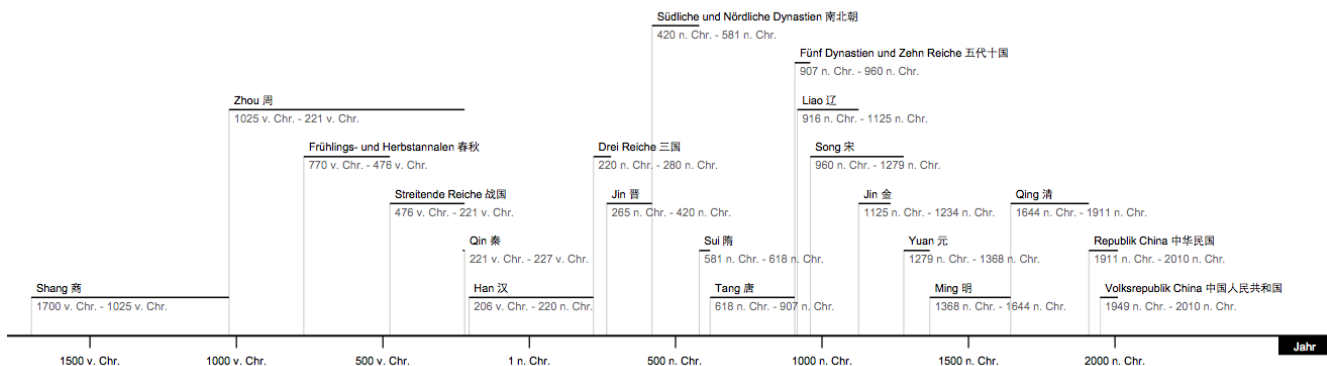 Südliche und Nördliche Dynastien 南北朝
420 n. Chr. - 581 n. Chr.
Fünf Dynastien und Zehn Reiche 五代十国
907 n. Chr. - 960 n. Chr.
Zhou 周
1025 v. Chr. - 221 v. Chr.
Liao 辽
916 n. Chr. - 1125 n. Chr.
Frühlings- und Herbstannalen 春秋
770 v. Chr. - 476 v. Chr.
Drei Reiche 三国
220 n. Chr. - 280 n. Chr.
Song 宋
960 n. Chr. - 1279 n. Chr.
Streitende Reiche 战国
476 v. Chr. - 221 v. Chr.
Jin 晋
265 n. Chr. - 420 n. Chr.
Jin 金
1125 n. Chr. - 1234 n. Chr.
Qing 清
1644 n. Chr. - 1911 n. Chr.
Qin 秦
221 v. Chr. - 227 v. Chr.
Sui 隋
581 n. Chr. - 618 n. Chr.
Yuan 元
1279 n. Chr. - 1368 n. Chr.
Republik China 中华民国
1911 n. Chr. - 2010 n. Chr.
Shang 商
1700 v. Chr. - 1025 v. Chr.
Han 汉
206 v. Chr. - 220 n. Chr.
Tang 唐
618 n. Chr. - 907 n. Chr.
Ming 明
1368 n. Chr. - 1644 n. Chr.
Volksrepublik China 中国人民共和国
1949 n. Chr. - 2010 n. Chr.
Jahr
1500 v. Chr.
1000 v. Chr.
500 v. Chr.
1 n. Chr.
500 n. Chr.
1000 n. Chr.
1500 n. Chr.
2000 n. Chr.